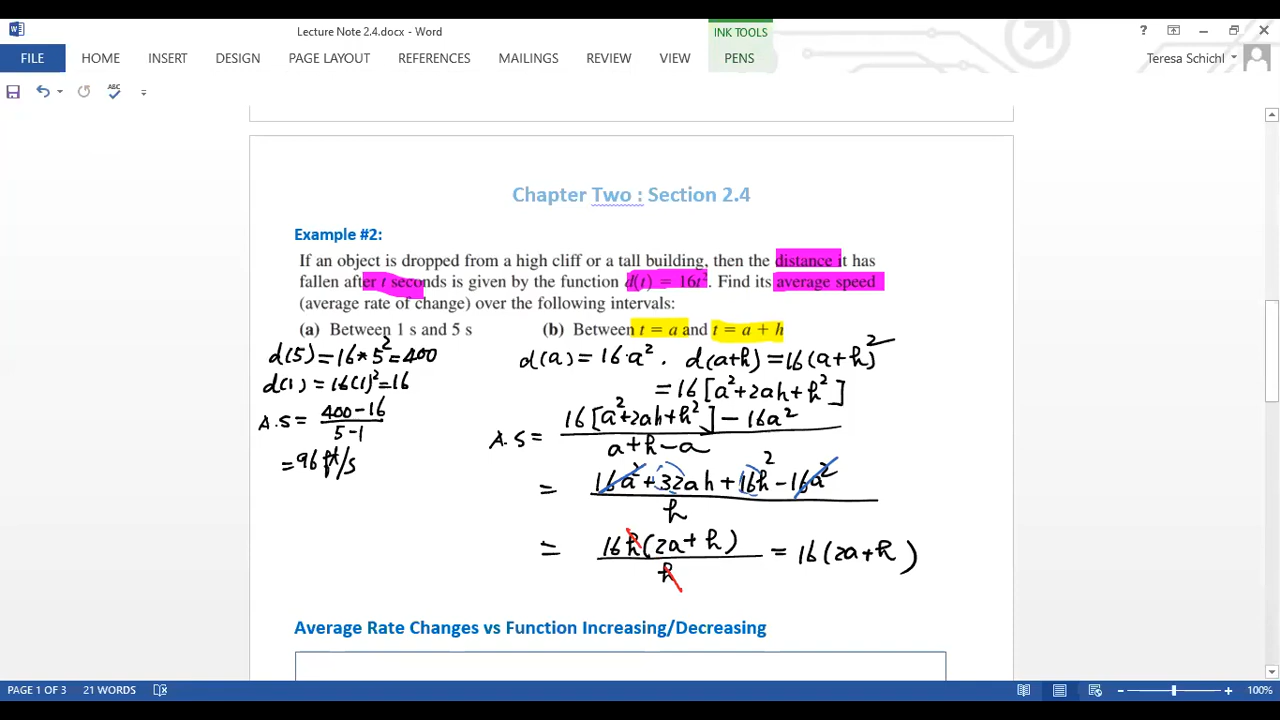 Lecture Note 2.4.docx - Word
INK TOOLS
?
FILE HOME INSERT DESIGN PAGE LAYOUT REFERENCES MAILINGS REVIEW VIEW PENS Teresa Schichl
ABC
Chapter Two : Section 2.4
Example #2:
If an object is dropped from a high cliff or a tall building, then the distance it has
fallen after t seconds is given by the function d(t) = 16t². Find its average speed
(average rate of change) over the following intervals:
(a) Between 1 s and 5 s
d(5) = 16 * 5² = 400
d(1) = 16(1)² = 16
A.S = (400-16)/(5-1)
= 96 ft/s
(b) Between t = a and t = a + h
d(a) = 16·a². d(a+h) = 16(a+h)²
= 16[a²+2ah+h²]
A.S = (16[a²+2ah+h²] - 16a²)/(a+h-a)
= (16a²+32ah+16h²-16a²)/h
= 16h(2a+h)/h = 16(2a+h)
Average Rate Changes vs Function Increasing/Decreasing
PAGE 1 OF 3 21 WORDS 100%